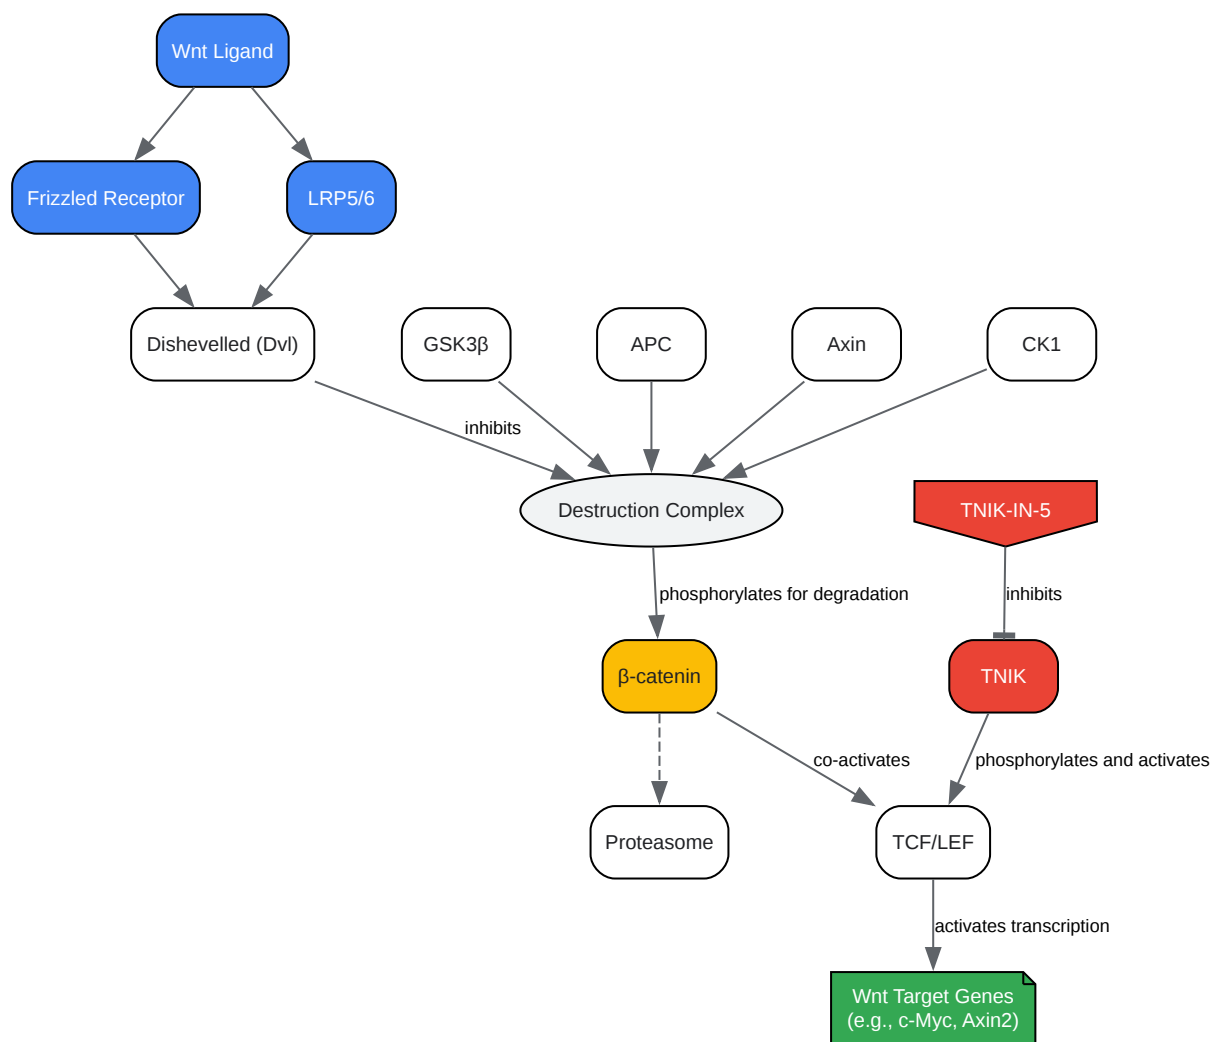 Wnt Ligand
Frizzled Receptor
LRP5/6
Dishevelled (Dvl)
GSK3β
APC
Axin
CK1
inhibits
Destruction Complex
TNIK-IN-5
phosphorylates for degradation
inhibits
β-catenin
TNIK
co-activates
phosphorylates and activates
Proteasome
TCF/LEF
activates transcription
Wnt Target Genes
(e.g., c-Myc, Axin2)